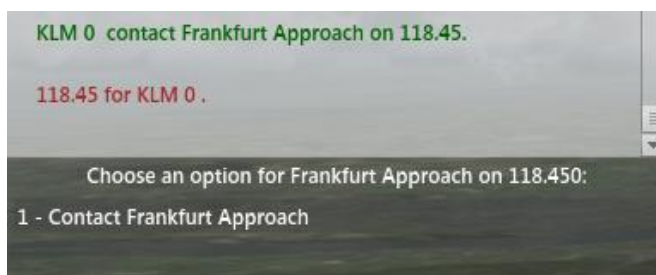 KLM 0 contact Frankfurt Approach on 118.45.
118.45 for KLM 0 .
Choose an option for Frankfurt Approach on 118.450:
1 - Contact Frankfurt Approach